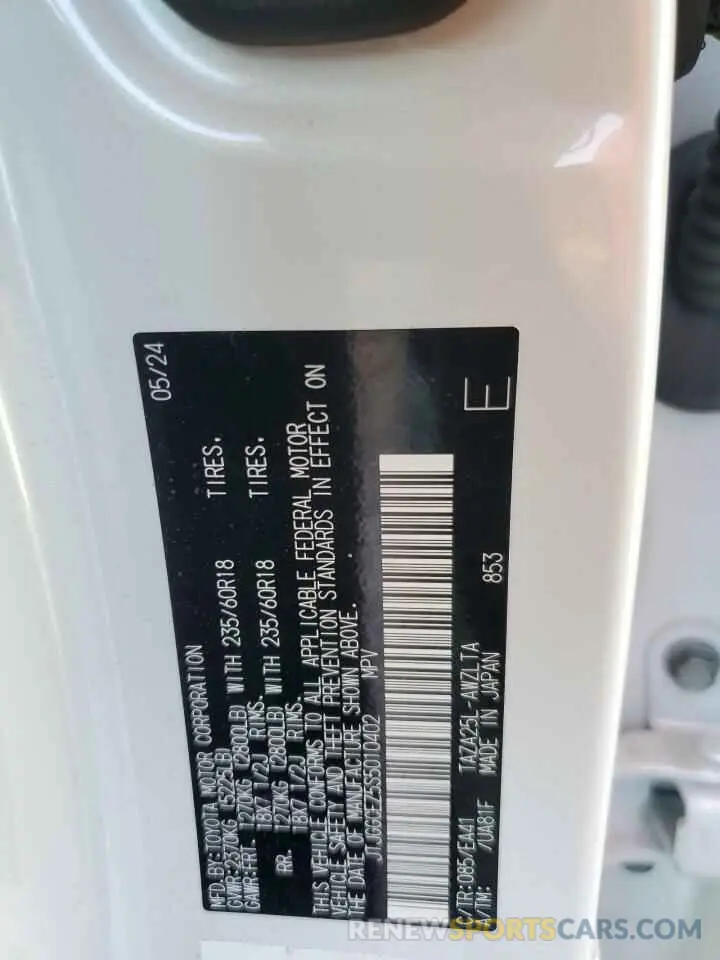 MFD. BY: TOYOTA MOTOR CORPORATION 05/24
GVWR: 2370KG (5225LB)
GAWR: FRT. 1270KG (2800LB) WITH 235/60R18 TIRES.
18X7 1/2J RIMS.
RR. 1270KG (2800LB) WITH 235/60R18 TIRES.
18X7 1/2J RIMS.
THIS VEHICLE CONFORMS TO ALL APPLICABLE FEDERAL MOTOR
VEHICLE SAFETY AND THEFT PREVENTION STANDARDS IN EFFECT ON
THE DATE OF MANUFACTURE SHOWN ABOVE.
JTJGGCEZ5S5010402 MPV
E
C/TR: 085/EA41 TAZA25L-AWZLTA
A/TM: /UA81F MADE IN JAPAN 853
RENEWSPORTSCARS.COM